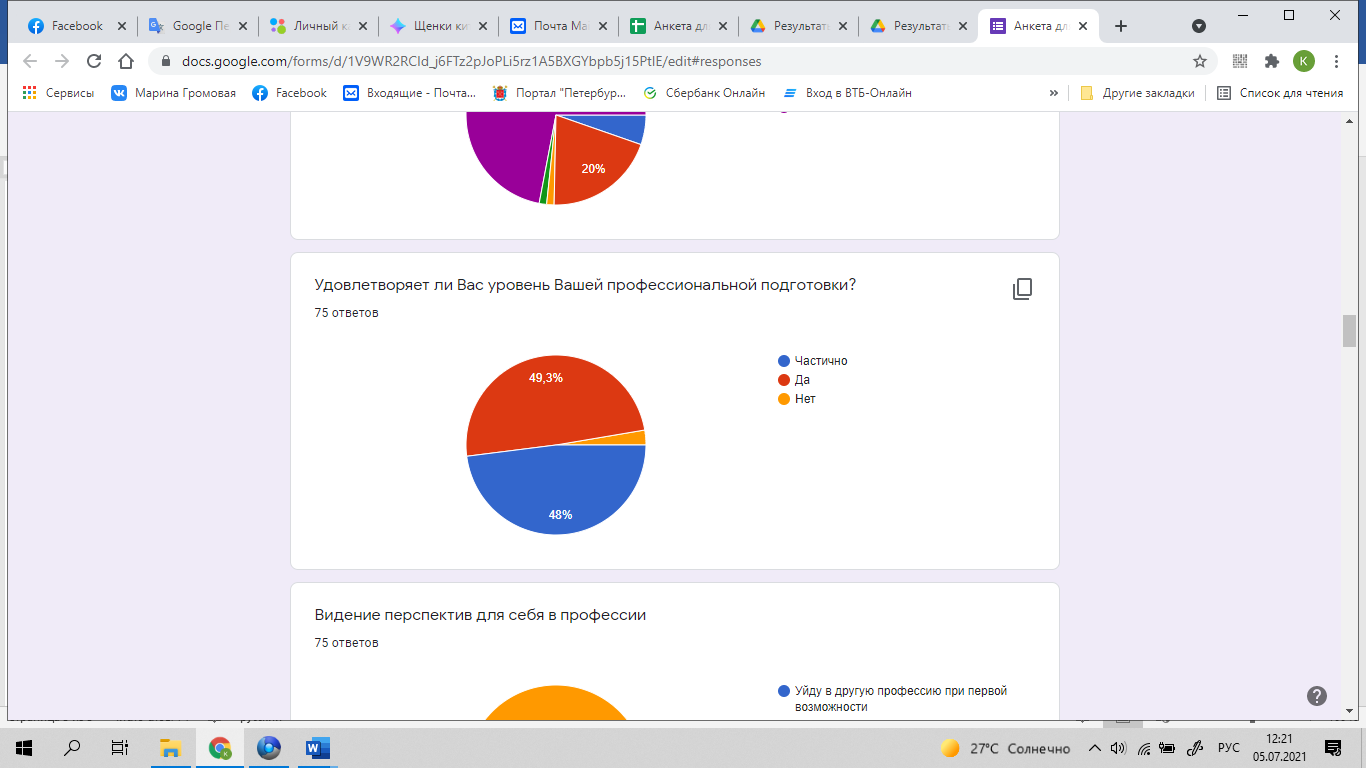 Facebook
Google Пе
Личный к
Щенки ки
Почта Ма
Анкета дл
Результат
Результат
Анкета дл
docs.google.com/forms/d/1V9WR2RCId_j6FTz2pJoPLi5rz1A5BXGYbpb5j15PtIE/edit#responses
K
Сервисы
Марина Громовая
Facebook
Входящие - Почта...
Портал "Петербур...
Сбербанк Онлайн
Вход в ВТБ-Онлайн
»
Другие закладки
Список для чтения
20%
Удовлетворяет ли Вас уровень Вашей профессиональной подготовки?
75 ответов
49,3%
48%
Частично
Да
Нет
Видение перспектив для себя в профессии
75 ответов
Уйду в другую профессию при первой
возможности
27°C Солнечно
РУС
12:21
05.07.2021